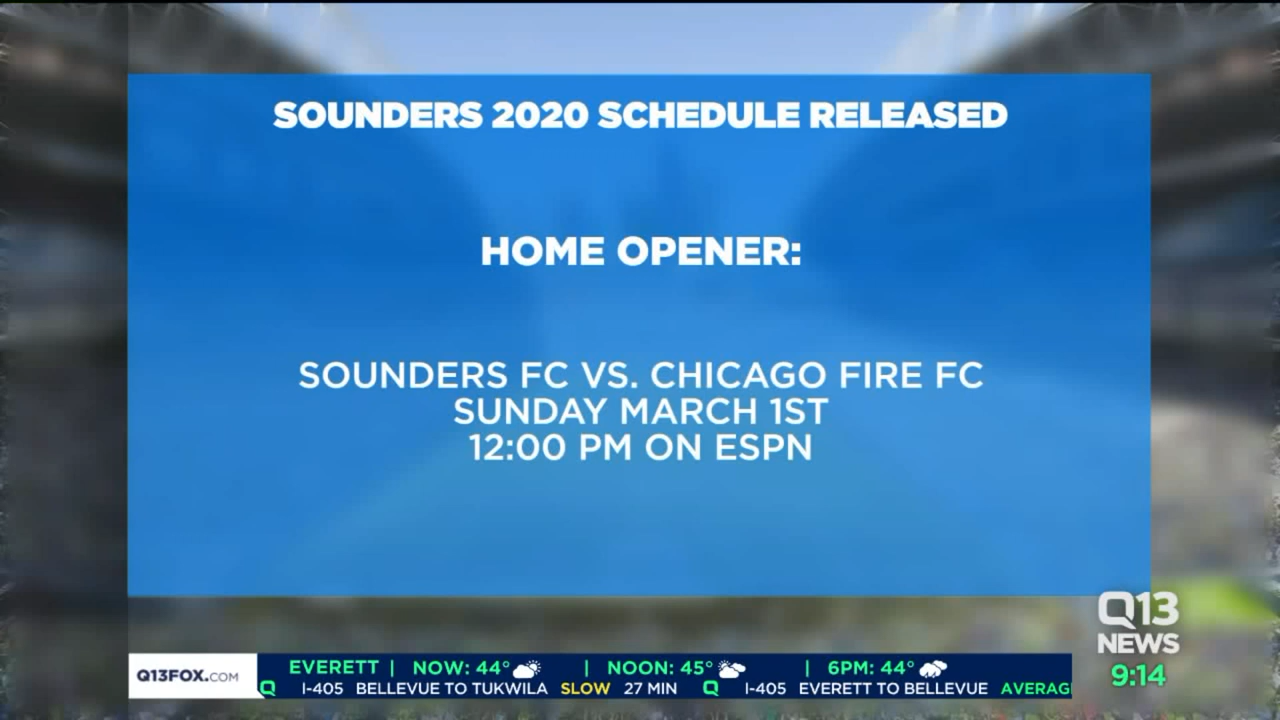 SOUNDERS 2020 SCHEDULE RELEASED
HOME OPENER:
SOUNDERS FC VS. CHICAGO FIRE FC
SUNDAY MARCH 1ST
12:00 PM ON ESPN
Q13
NEWS
9:14
Q13FOX.COM
EVERETT | NOW: 44° | NOON: 45° | 6PM: 44°
I-405 BELLEVUE TO TUKWILA SLOW 27 MIN Q I-405 EVERETT TO BELLEVUE AVERAG